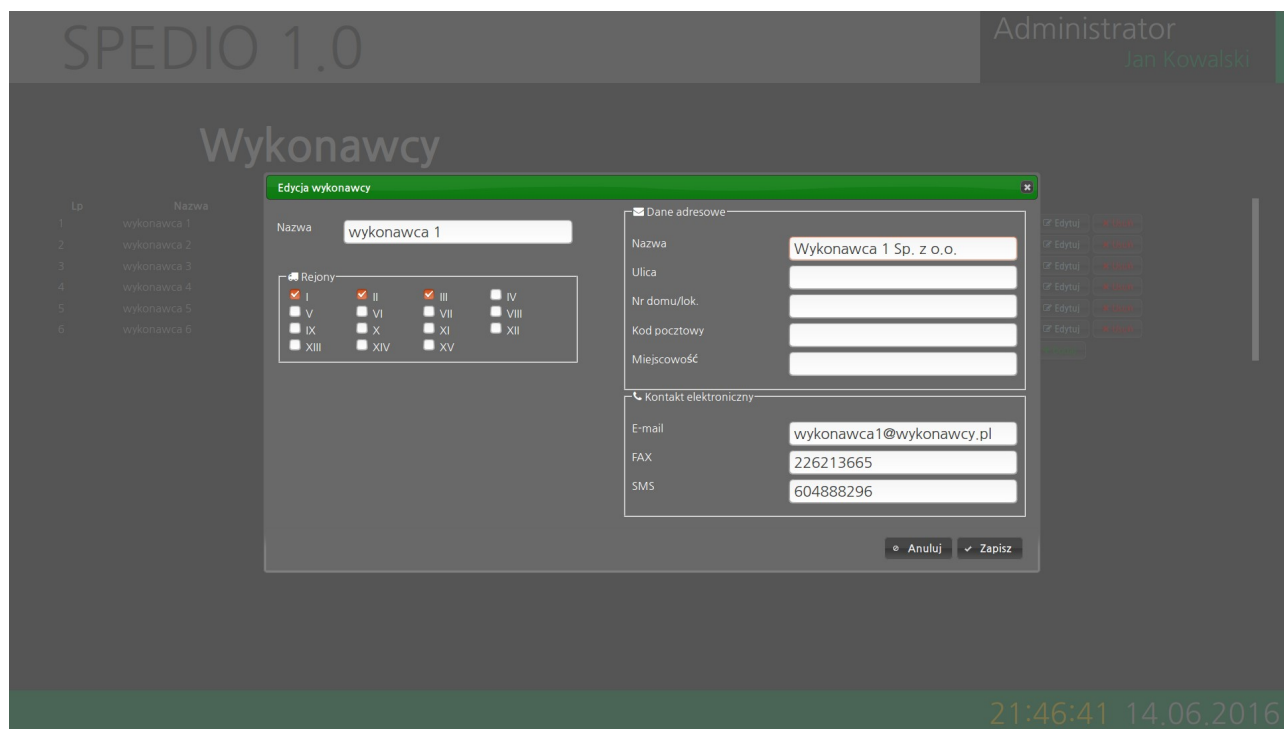 SPEDIO 1.0
Administrator
Jan Kowalski
Wykonawcy
Lp Nazwa
1 wykonawca 1 Edytuj
2 wykonawca 2 Edytuj
3 wykonawca 3 Edytuj
4 wykonawca 4 Edytuj
5 wykonawca 5 Edytuj
6 wykonawca 6 Edytuj
Edycja wykonawcy
Nazwa wykonawca 1
Rejony
I II III IV
V VI VII VIII
IX X XI XII
XIII XIV XV
Dane adresowe
Nazwa Wykonawca 1 Sp. z o.o.
Ulica
Nr domu/lok.
Kod pocztowy
Miejscowość
Kontakt elektroniczny
E-mail wykonawca1@wykonawcy.pl
FAX 226213665
SMS 604888296
Anuluj Zapisz
21:46:41 14.06.2016